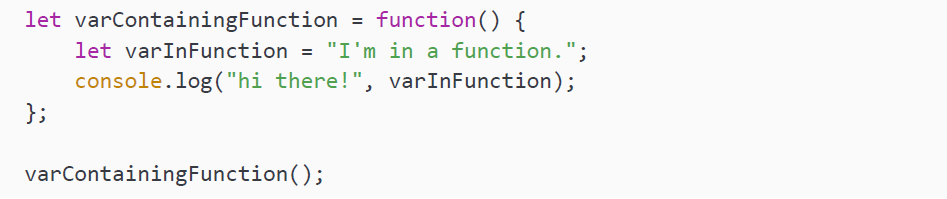 let varContainingFunction = function() {
    let varInFunction = "I'm in a function.";
    console.log("hi there!", varInFunction);
};

varContainingFunction();